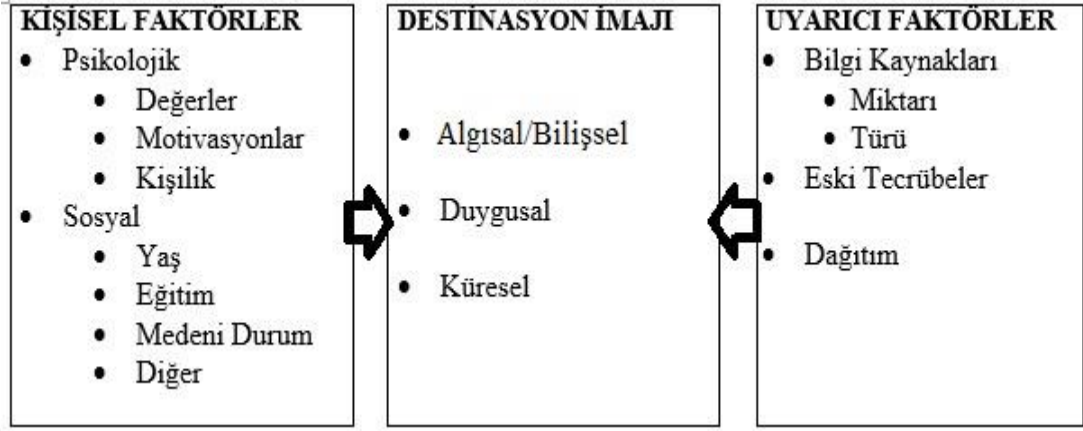 KİŞİSEL FAKTÖRLER
• Psikolojik
• Değerler
• Motivasyonlar
• Kişilik
• Sosyal
• Yaş
• Eğitim
• Medeni Durum
• Diğer
DESTİNASYON İMAJI
• Algısal/Bilişsel
• Duygusal
• Küresel
UYARICI FAKTÖRLER
• Bilgi Kaynakları
• Miktarı
• Türü
• Eski Tecrübeler
• Dağıtım